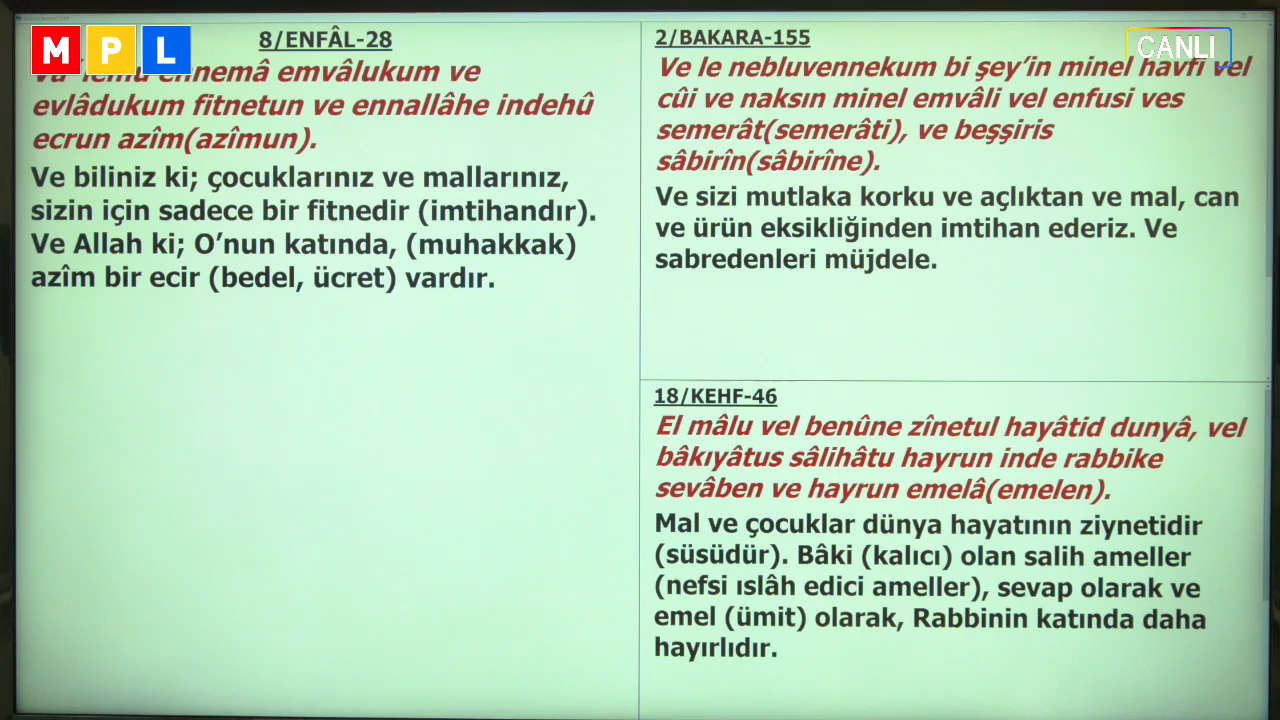 MPL
CANLI
8/ENFÂL-28
ennemâ emvâlukum ve
evlâdukum fitnetun ve ennallâhe indehû
ecrun azîm(azîmun).
Ve biliniz ki; çocuklarınız ve mallarınız,
sizin için sadece bir fitnedir (imtihandır).
Ve Allah ki; O’nun katında, (muhakkak)
azîm bir ecir (bedel, ücret) vardır.
2/BAKARA-155
Ve le nebluvennekum bi şey’in minel havfi vel
cûi ve naksın minel emvâli vel enfusi ves
semerât(semerâti), ve beşşiris
sâbirîn(sâbirîne).
Ve sizi mutlaka korku ve açlıktan ve mal, can
ve ürün eksikliğinden imtihan ederiz. Ve
sabredenleri müjdele.
18/KEHF-46
El mâlu vel benûne zînetul hayâtid dunyâ, vel
bâkıyâtus sâlihâtu hayrun inde rabbike
sevâben ve hayrun emelâ(emelen).
Mal ve çocuklar dünya hayatının ziynetidir
(süsüdür). Bâki (kalıcı) olan salih ameller
(nefsi ıslâh edici ameller), sevap olarak ve
emel (ümit) olarak, Rabbinin katında daha
hayırlıdır.